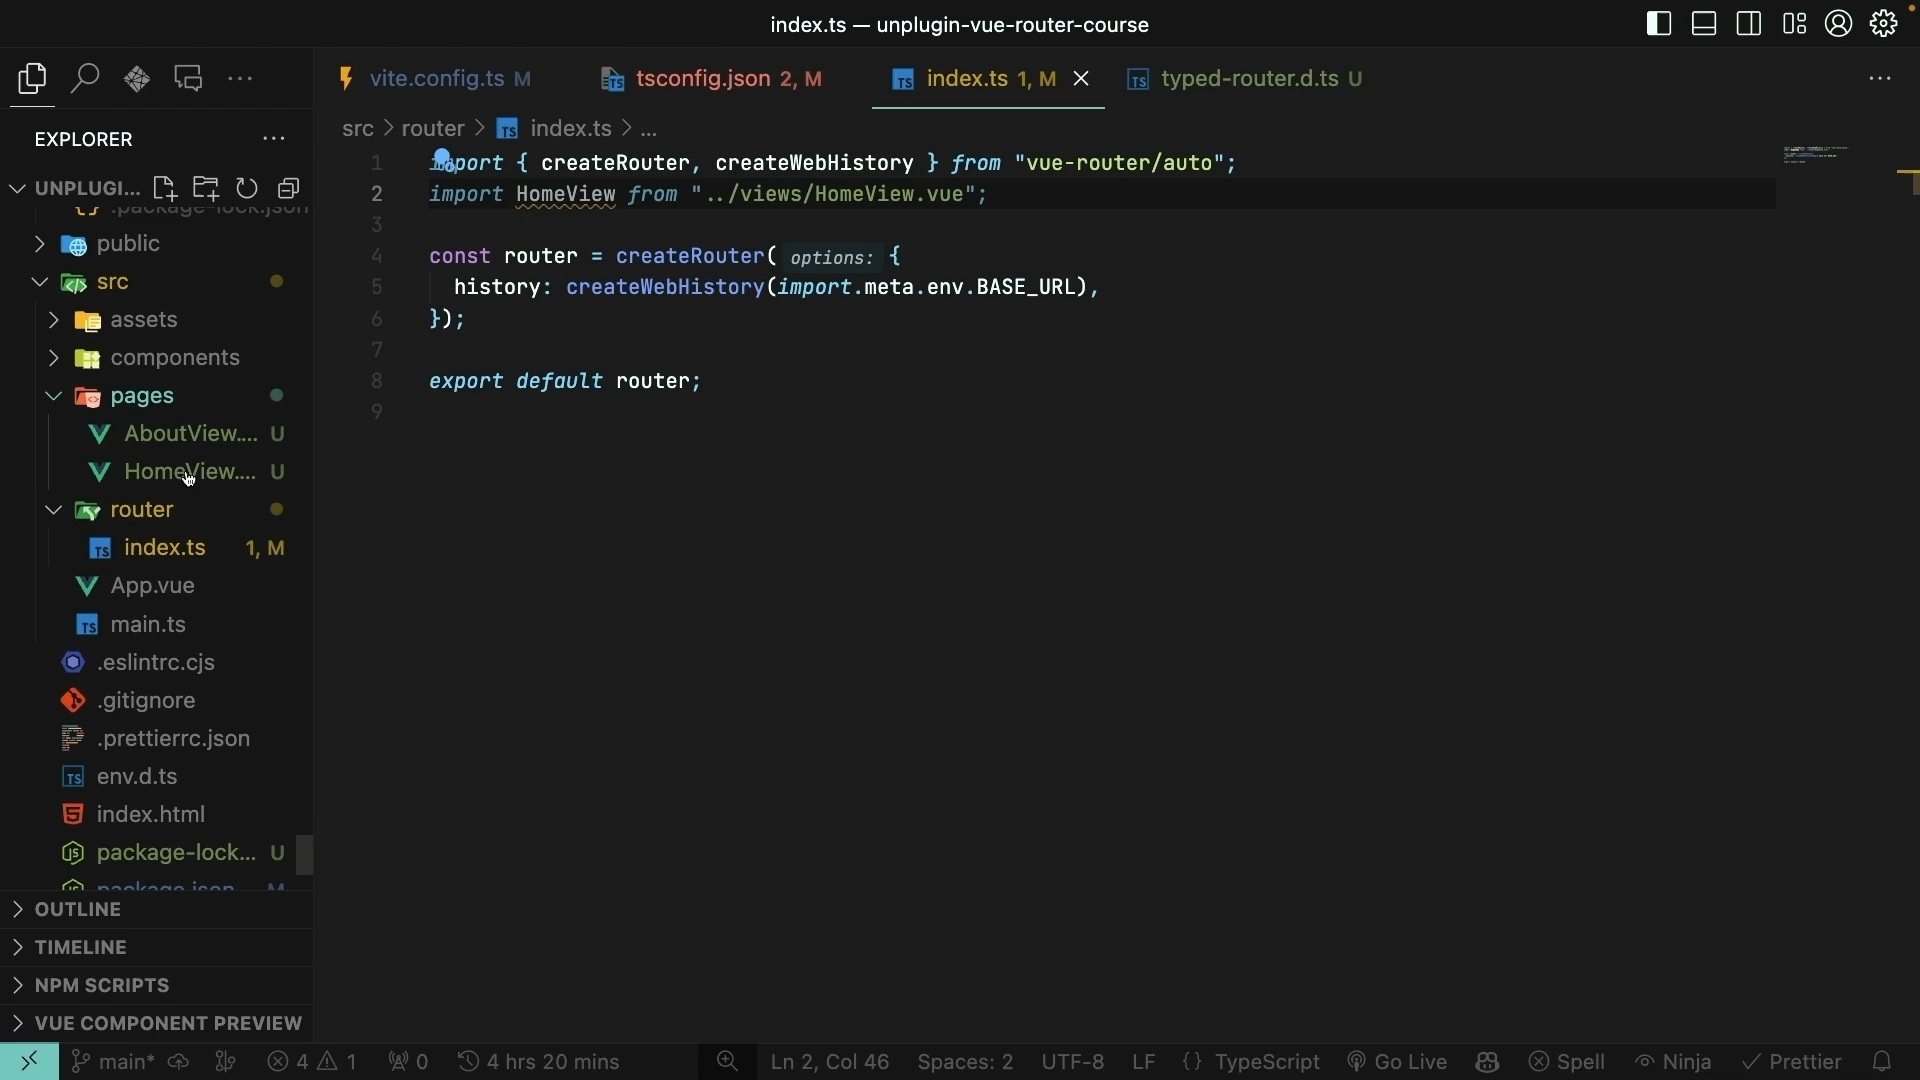 index.ts — unplugin-vue-router-course
vite.config.ts M
tsconfig.json 2, M
index.ts 1, M
typed-router.d.ts U
src > router > index.ts > ...
EXPLORER
UNPLUGI...
.package-lock.json
public
src
assets
components
pages
AboutView.... U
HomeView.... U
router
index.ts 1, M
App.vue
main.ts
.eslintrc.cjs
.gitignore
.prettierrc.json
env.d.ts
index.html
package-lock... U
package.json M
OUTLINE
TIMELINE
NPM SCRIPTS
VUE COMPONENT PREVIEW
1 import { createRouter, createWebHistory } from "vue-router/auto";
2 import HomeView from "../views/HomeView.vue";
3
4 const router = createRouter( options: {
5 history: createWebHistory(import.meta.env.BASE_URL),
6 });
7
8 export default router;
9
main* 4 1 0 4 hrs 20 mins Ln 2, Col 46 Spaces: 2 UTF-8 LF {} TypeScript Go Live Spell Ninja Prettier